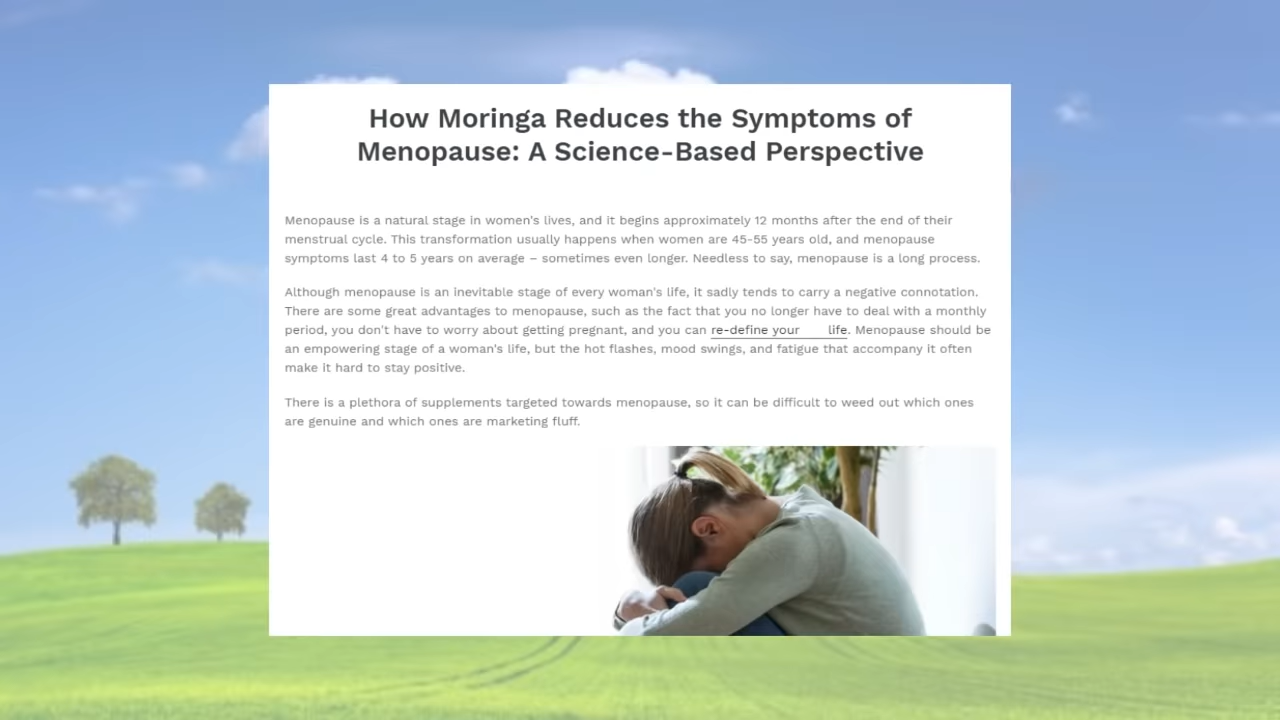 How Moringa Reduces the Symptoms of
Menopause: A Science-Based Perspective
Menopause is a natural stage in women's lives, and it begins approximately 12 months after the end of their
menstrual cycle. This transformation usually happens when women are 45-55 years old, and menopause
symptoms last 4 to 5 years on average – sometimes even longer. Needless to say, menopause is a long process.
Although menopause is an inevitable stage of every woman's life, it sadly tends to carry a negative connotation.
There are some great advantages to menopause, such as the fact that you no longer have to deal with a monthly
period, you don't have to worry about getting pregnant, and you can re-define your life. Menopause should be
an empowering stage of a woman's life, but the hot flashes, mood swings, and fatigue that accompany it often
make it hard to stay positive.
There is a plethora of supplements targeted towards menopause, so it can be difficult to weed out which ones
are genuine and which ones are marketing fluff.